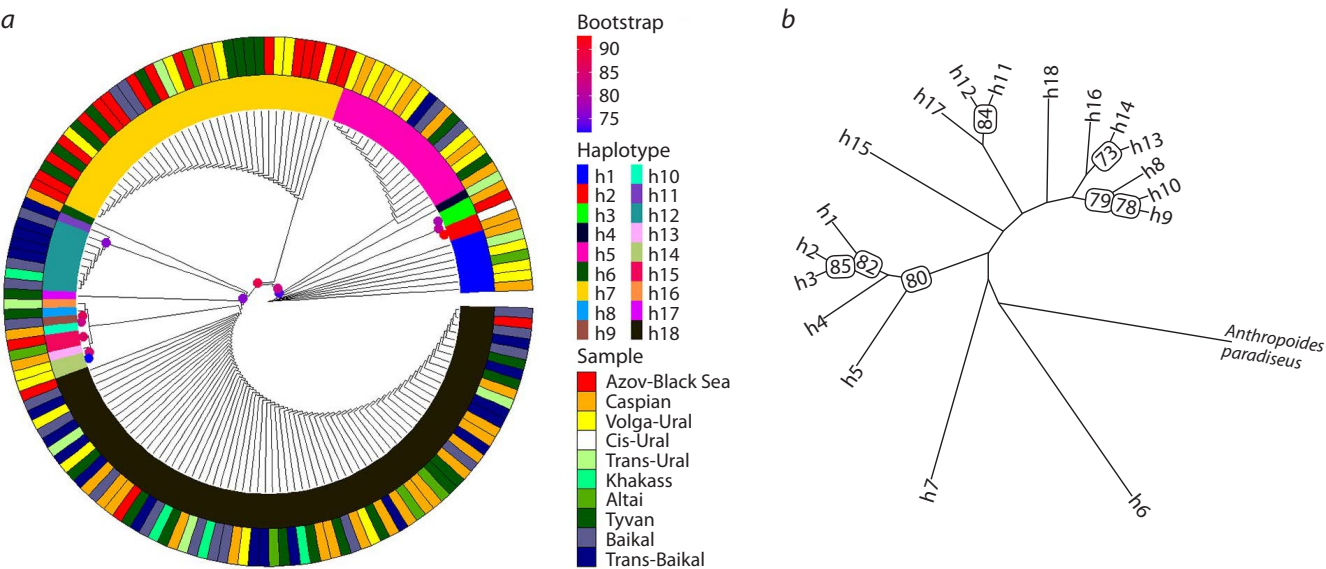 a
Bootstrap
90
85
80
75
Haplotype
h1 h10
h2 h11
h3 h12
h4 h13
h5 h14
h6 h15
h7 h16
h8 h17
h9 h18
Sample
Azov-Black Sea
Caspian
Volga-Ural
Cis-Ural
Trans-Ural
Khakass
Altai
Tyvan
Baikal
Trans-Baikal
b
h12
h11
h18
h17
84
h16
h14
h13
73
h15
h8
h10
79
78
h9
h1
h2
82
85
h3
80
h4
h5
Anthropoides
paradiseus
h7
h6